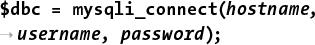 $dbc = mysqli_connect(hostname,
→ username, password);